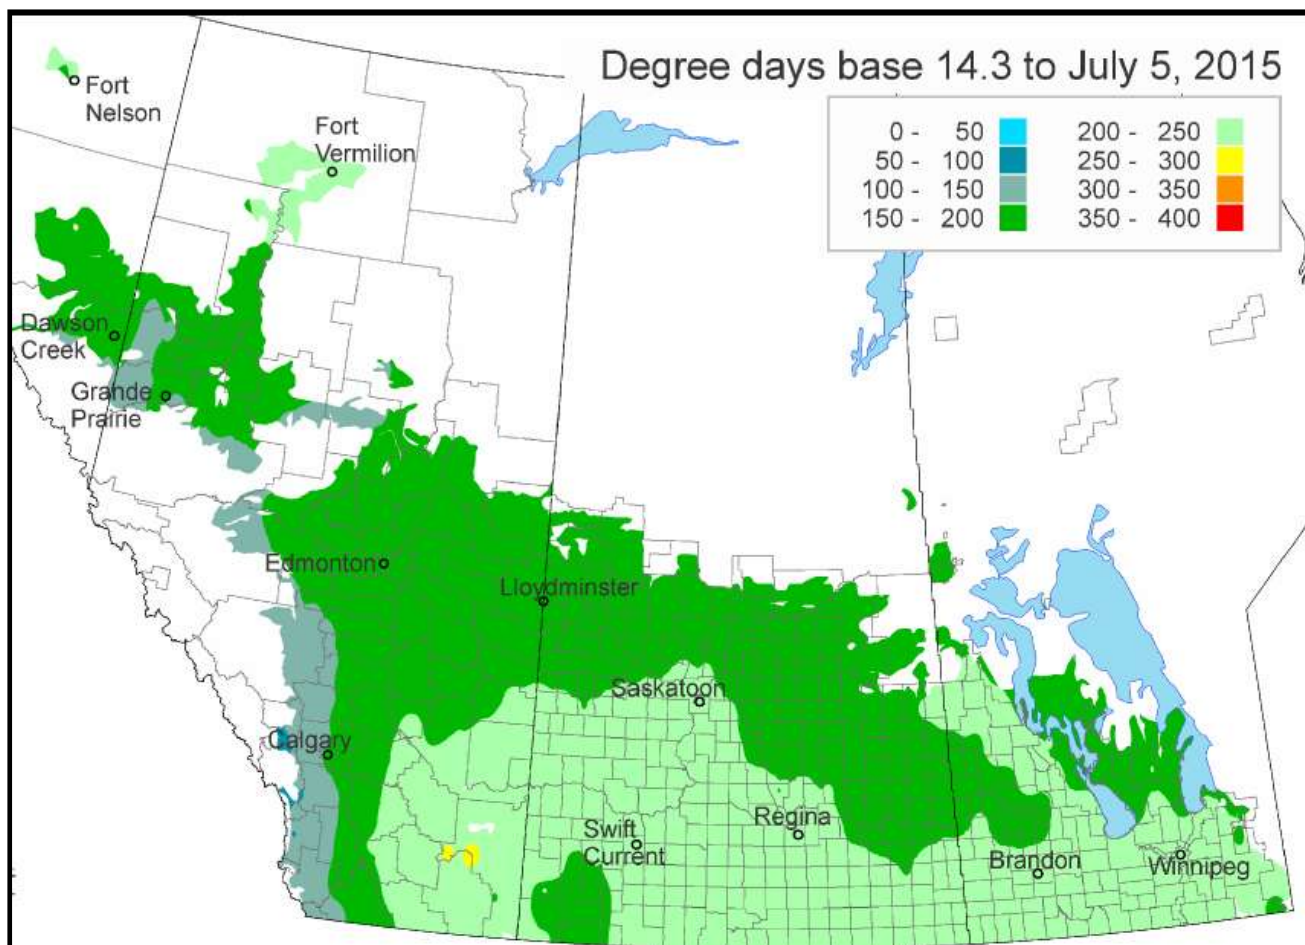 Degree days base 14.3 to July 5, 2015
0 - 50
50 - 100
100 - 150
150 - 200
200 - 250
250 - 300
300 - 350
350 - 400
Fort
Nelson
Fort
Vermilion
Dawson
Creek
Grande
Prairie
Edmonton
Lloydminster
Saskatoon
Calgary
Swift
Current
Regina
Brandon
Winnipeg